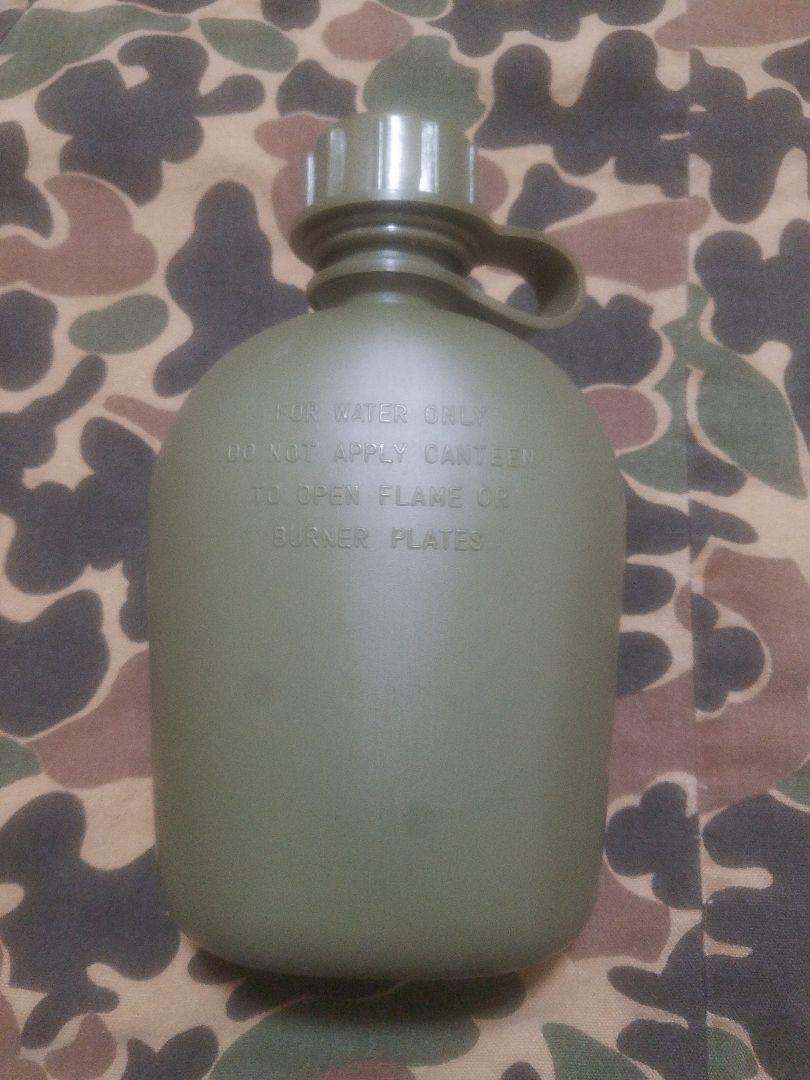 FOR WATER ONLY
DO NOT APPLY CANTEEN
TO OPEN FLAME OR
BURNER PLATES